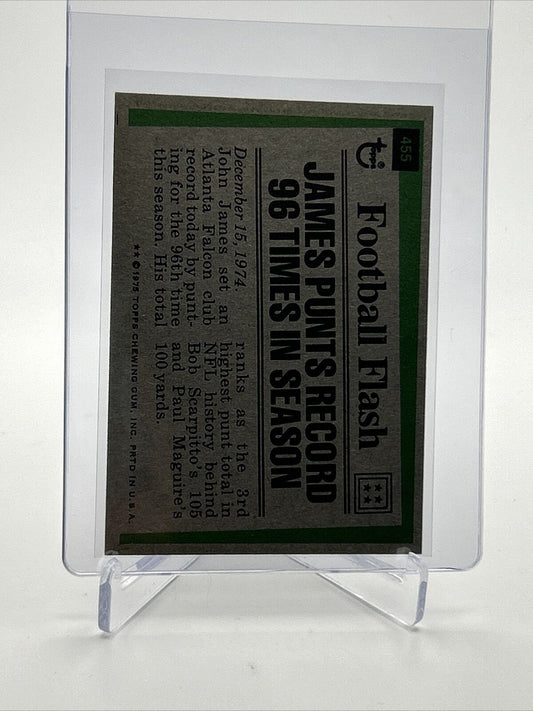 455
TOPPS
Football Flash
JAMES PUNTS RECORD
96 TIMES IN SEASON
December 15, 1974.
John James set an
Atlanta Falcon club
record today by punt-
ing for the 96th time
this season. His total
ranks as the 3rd
highest punt total in
NFL history behind
Bob Scarpitto's 105
and Paul Maguire's
100 yards.
★★ © 1975 TOPPS CHEWING GUM, INC. PRTD IN U.S.A.